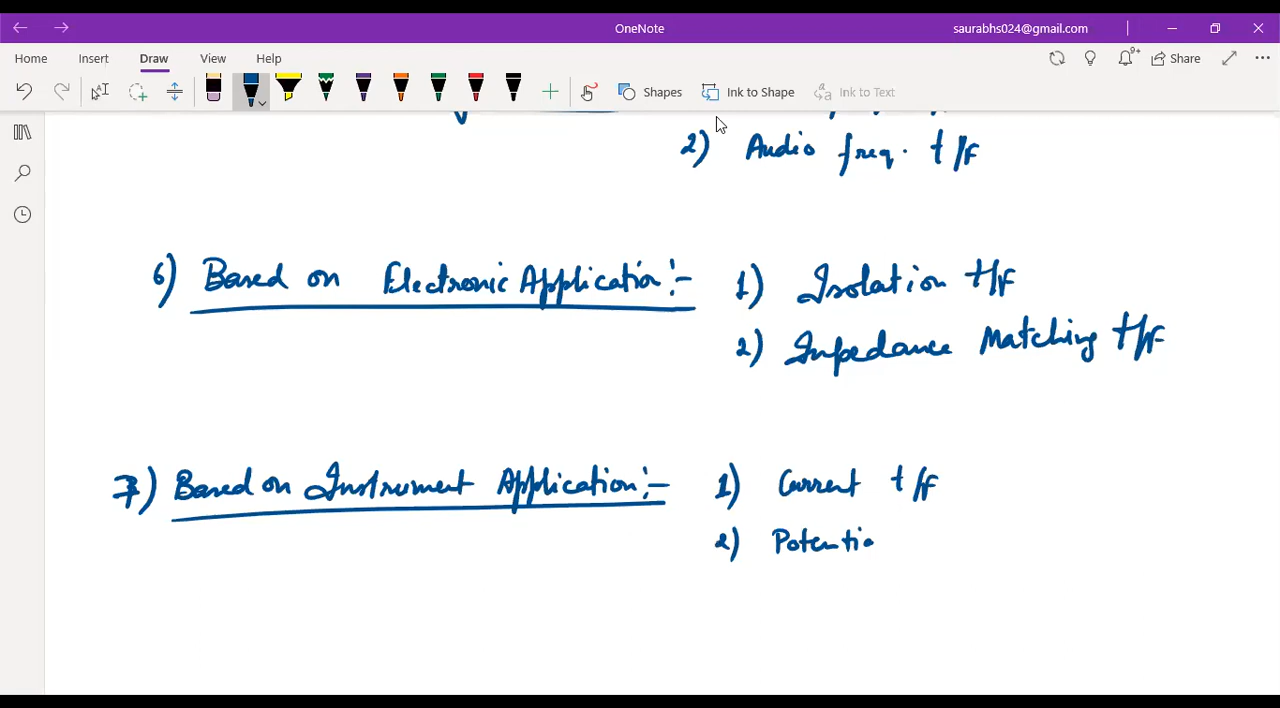 OneNote
saurabhs024@gmail.com
Home Insert Draw View Help
Share
Shapes Ink to Shape Ink to Text
2) Audio freq. t/f
6) Based on Electronic Application:- 1) Isolation t/f
2) Impedance Matching t/f
7) Based on Instrument Application:- 1) Current t/f
2) Potentia